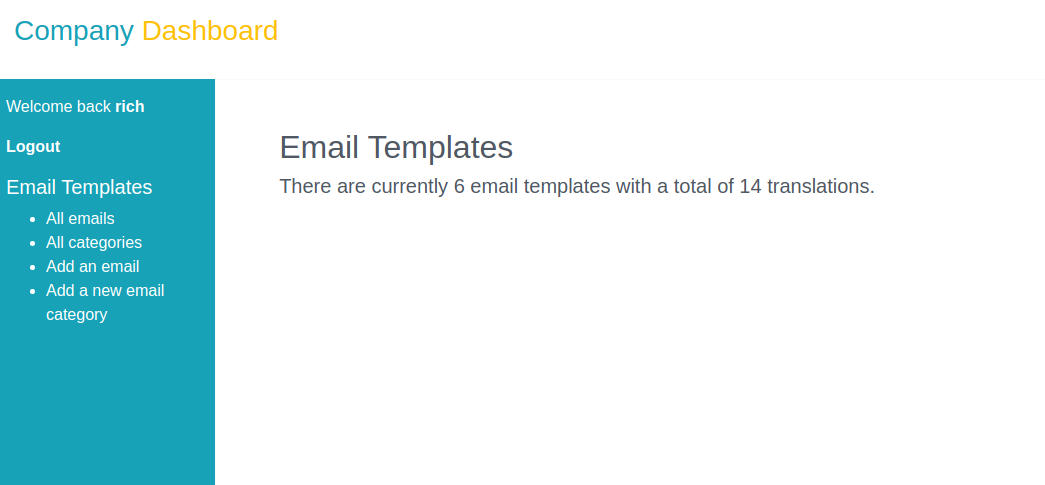 Company Dashboard
Welcome back rich
Logout
Email Templates
All emails
All categories
Add an email
Add a new email
category
Email Templates
There are currently 6 email templates with a total of 14 translations.